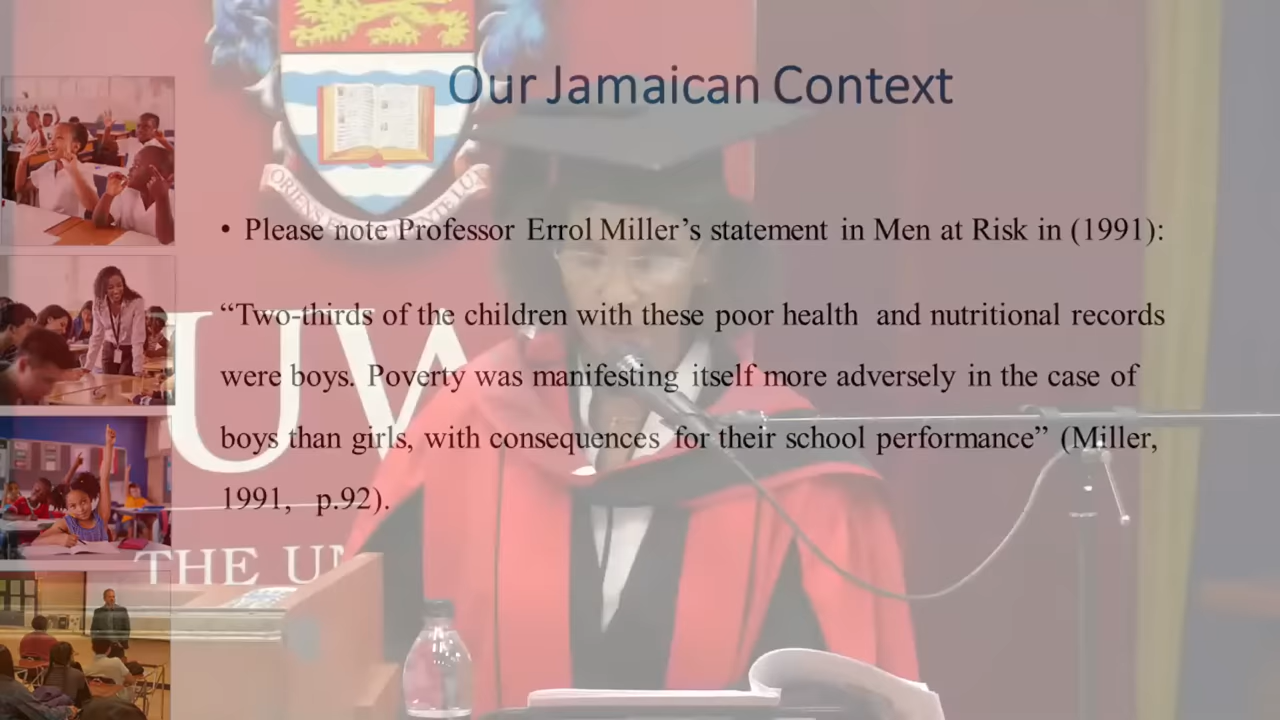 Our Jamaican Context
• Please note Professor Errol Miller’s statement in Men at Risk in (1991):
“Two-thirds of the children with these poor health and nutritional records
were boys. Poverty was manifesting itself more adversely in the case of
boys than girls, with consequences for their school performance” (Miller,
1991, p.92).
ORIENS
UW
THE UN